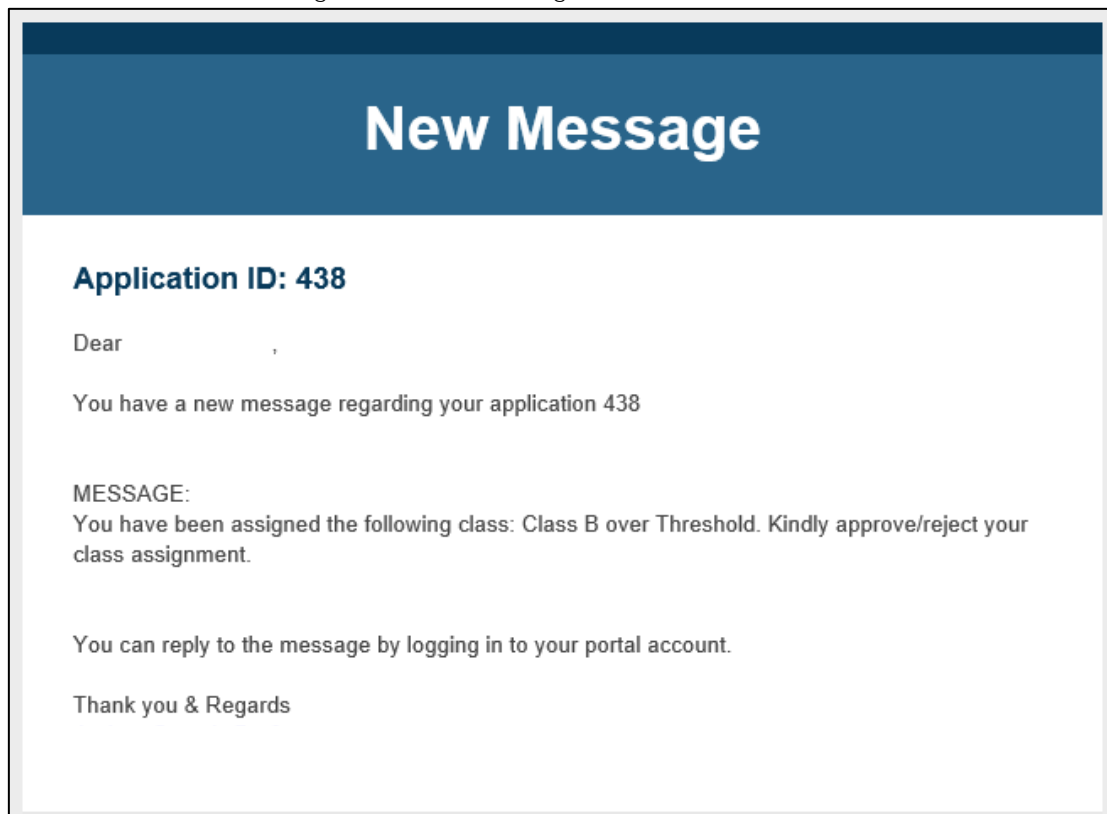 New Message
Application ID: 438
Dear ,
You have a new message regarding your application 438
MESSAGE:
You have been assigned the following class: Class B over Threshold. Kindly approve/reject your
class assignment.
You can reply to the message by logging in to your portal account.
Thank you & Regards